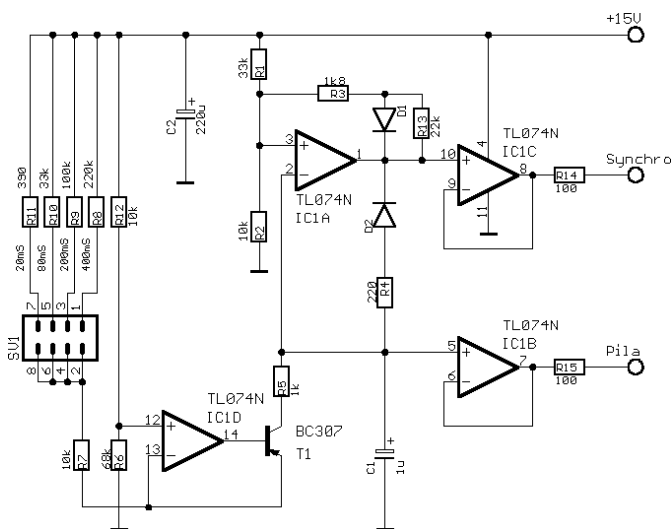 +15V
33k
R1
1k8
R3
D1
R13
22k
C2
+
220u
390
33k
100k
220k
R11
R10
R9
R8
R12
10k
20mS
80mS
200mS
400mS
3
+
2
-
1
TL074N
IC1A
10k
R2
D2
220
R4
TL074N
IC1C
4
10
+
9
-
8
11
R14
100
Synchro
7
5
3
1
SV1
8
6
4
2
TL074N
IC1B
5
+
6
-
7
R15
100
Pila
R5
1k
TL074N
IC1D
12
+
13
-
14
BC307
T1
10k
R7
68k
R6
C1
+
1u